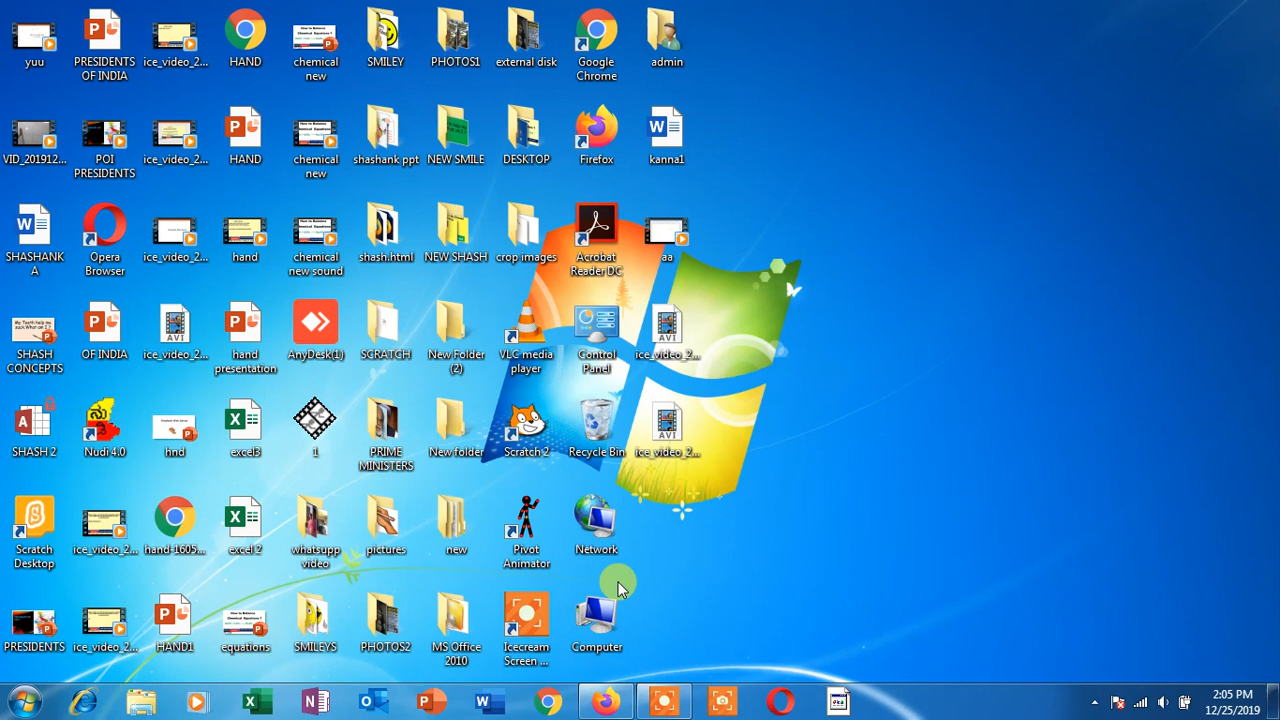 yuu
PRESIDENTS OF INDIA
ice_video_2...
HAND
chemical new
SMILEY
PHOTOS1
external disk
Google Chrome
admin
VID_201912...
POI PRESIDENTS
ice_video_2...
HAND
chemical new
shashank ppt
NEW SMILE
DESKTOP
Firefox
kanna1
SHASHANK A
Opera Browser
ice_video_2...
hand
chemical new sound
shash.html
NEW SHASH
crop images
Acrobat Reader DC
aa
SHASH CONCEPTS
OF INDIA
ice_video_2...
hand presentation
AnyDesk(1)
SCRATCH
New Folder (2)
VLC media player
Control Panel
ice_video_2...
SHASH 2
Nudi 4.0
hnd
excel3
1
PRIME MINISTERS
New folder
Scratch 2
Recycle Bin
ice_video_2...
Scratch Desktop
ice_video_2...
hand-1605...
excel 2
whatsupp video
pictures
new
Pivot Animator
Network
PRESIDENTS
ice_video_2...
HAND1
equations
SMILEYS
PHOTOS2
MS Office 2010
Icecream Screen ...
Computer
2:05 PM
12/25/2019